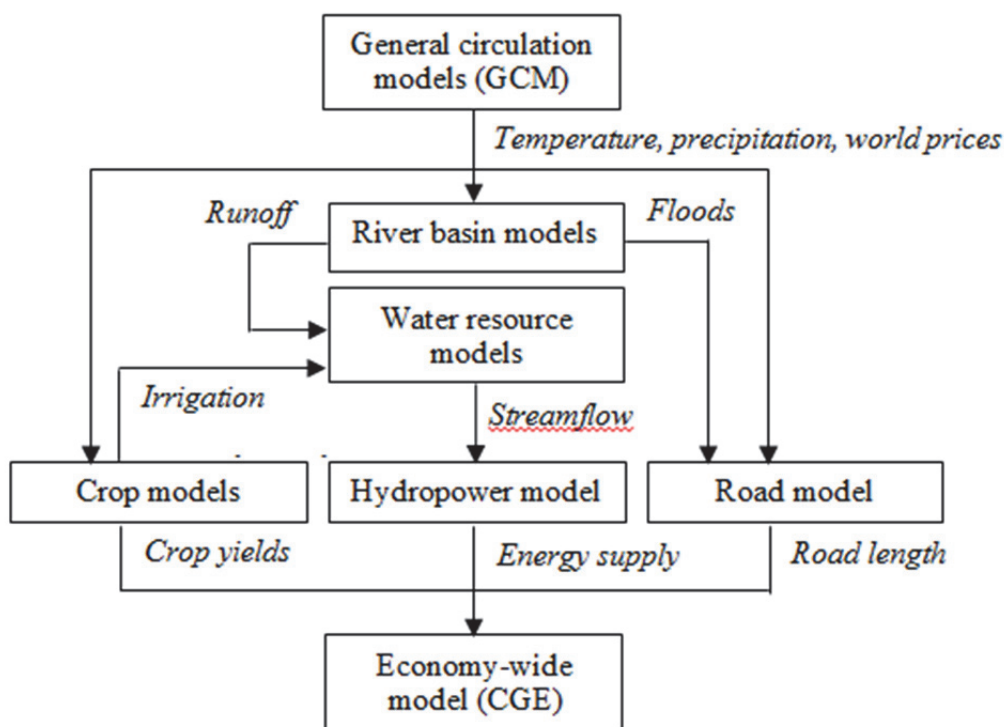 General circulation
models (GCM)
Temperature, precipitation, world prices
Runoff
Floods
River basin models
Water resource
models
Irrigation
Streamflow
Crop models
Hydropower model
Road model
Crop yields
Energy supply
Road length
Economy-wide
model (CGE)